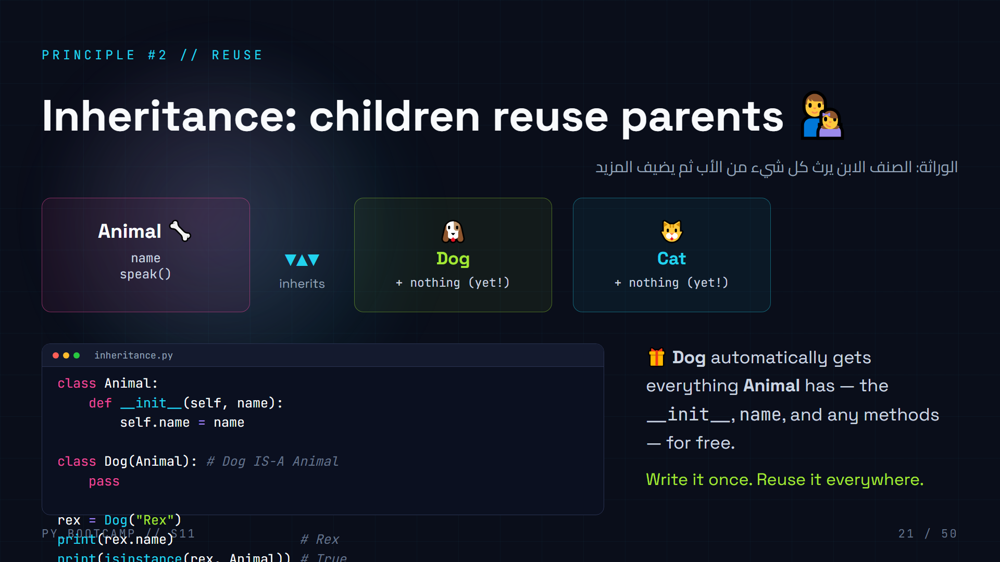 PRINCIPLE #2 // REUSE
Inheritance: children reuse parents
الوراثة: الصنف الابن يرث كل شيء من الأب ثم يضيف المزيد
Animal
name
speak()
▼▲▼
inherits
Dog
+ nothing (yet!)
Cat
+ nothing (yet!)
inheritance.py
class Animal:
    def __init__(self, name):
        self.name = name
class Dog(Animal): # Dog IS-A Animal
    pass
rex = Dog("Rex")
print(rex.name)                # Rex
print(isinstance(rex, Animal)) # True
Dog automatically gets
everything Animal has — the
__init__, name, and any methods
— for free.
Write it once. Reuse it everywhere.
PY_BOOTCAMP // S11
21 / 50